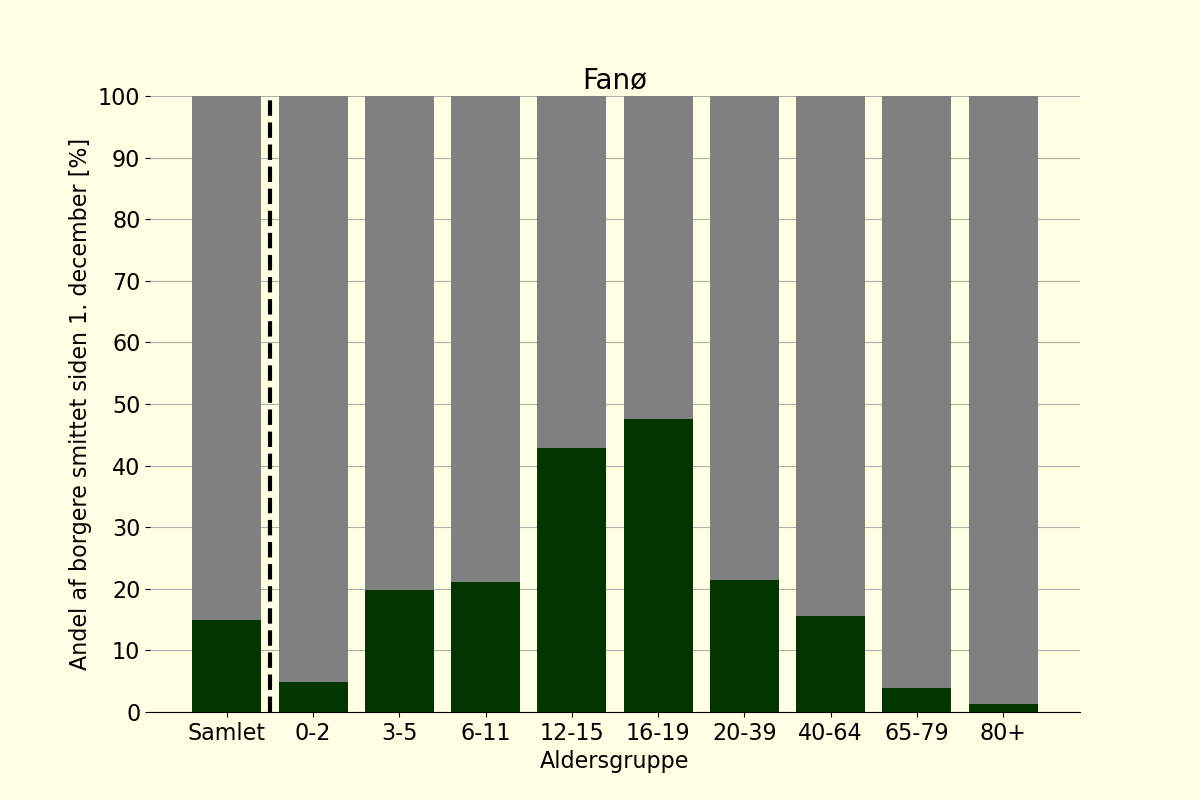 Fanø
Andel af borgere smittet siden 1. december [%]
100
90
80
70
60
50
40
30
20
10
0
Samlet 0-2 3-5 6-11 12-15 16-19 20-39 40-64 65-79 80+
Aldersgruppe